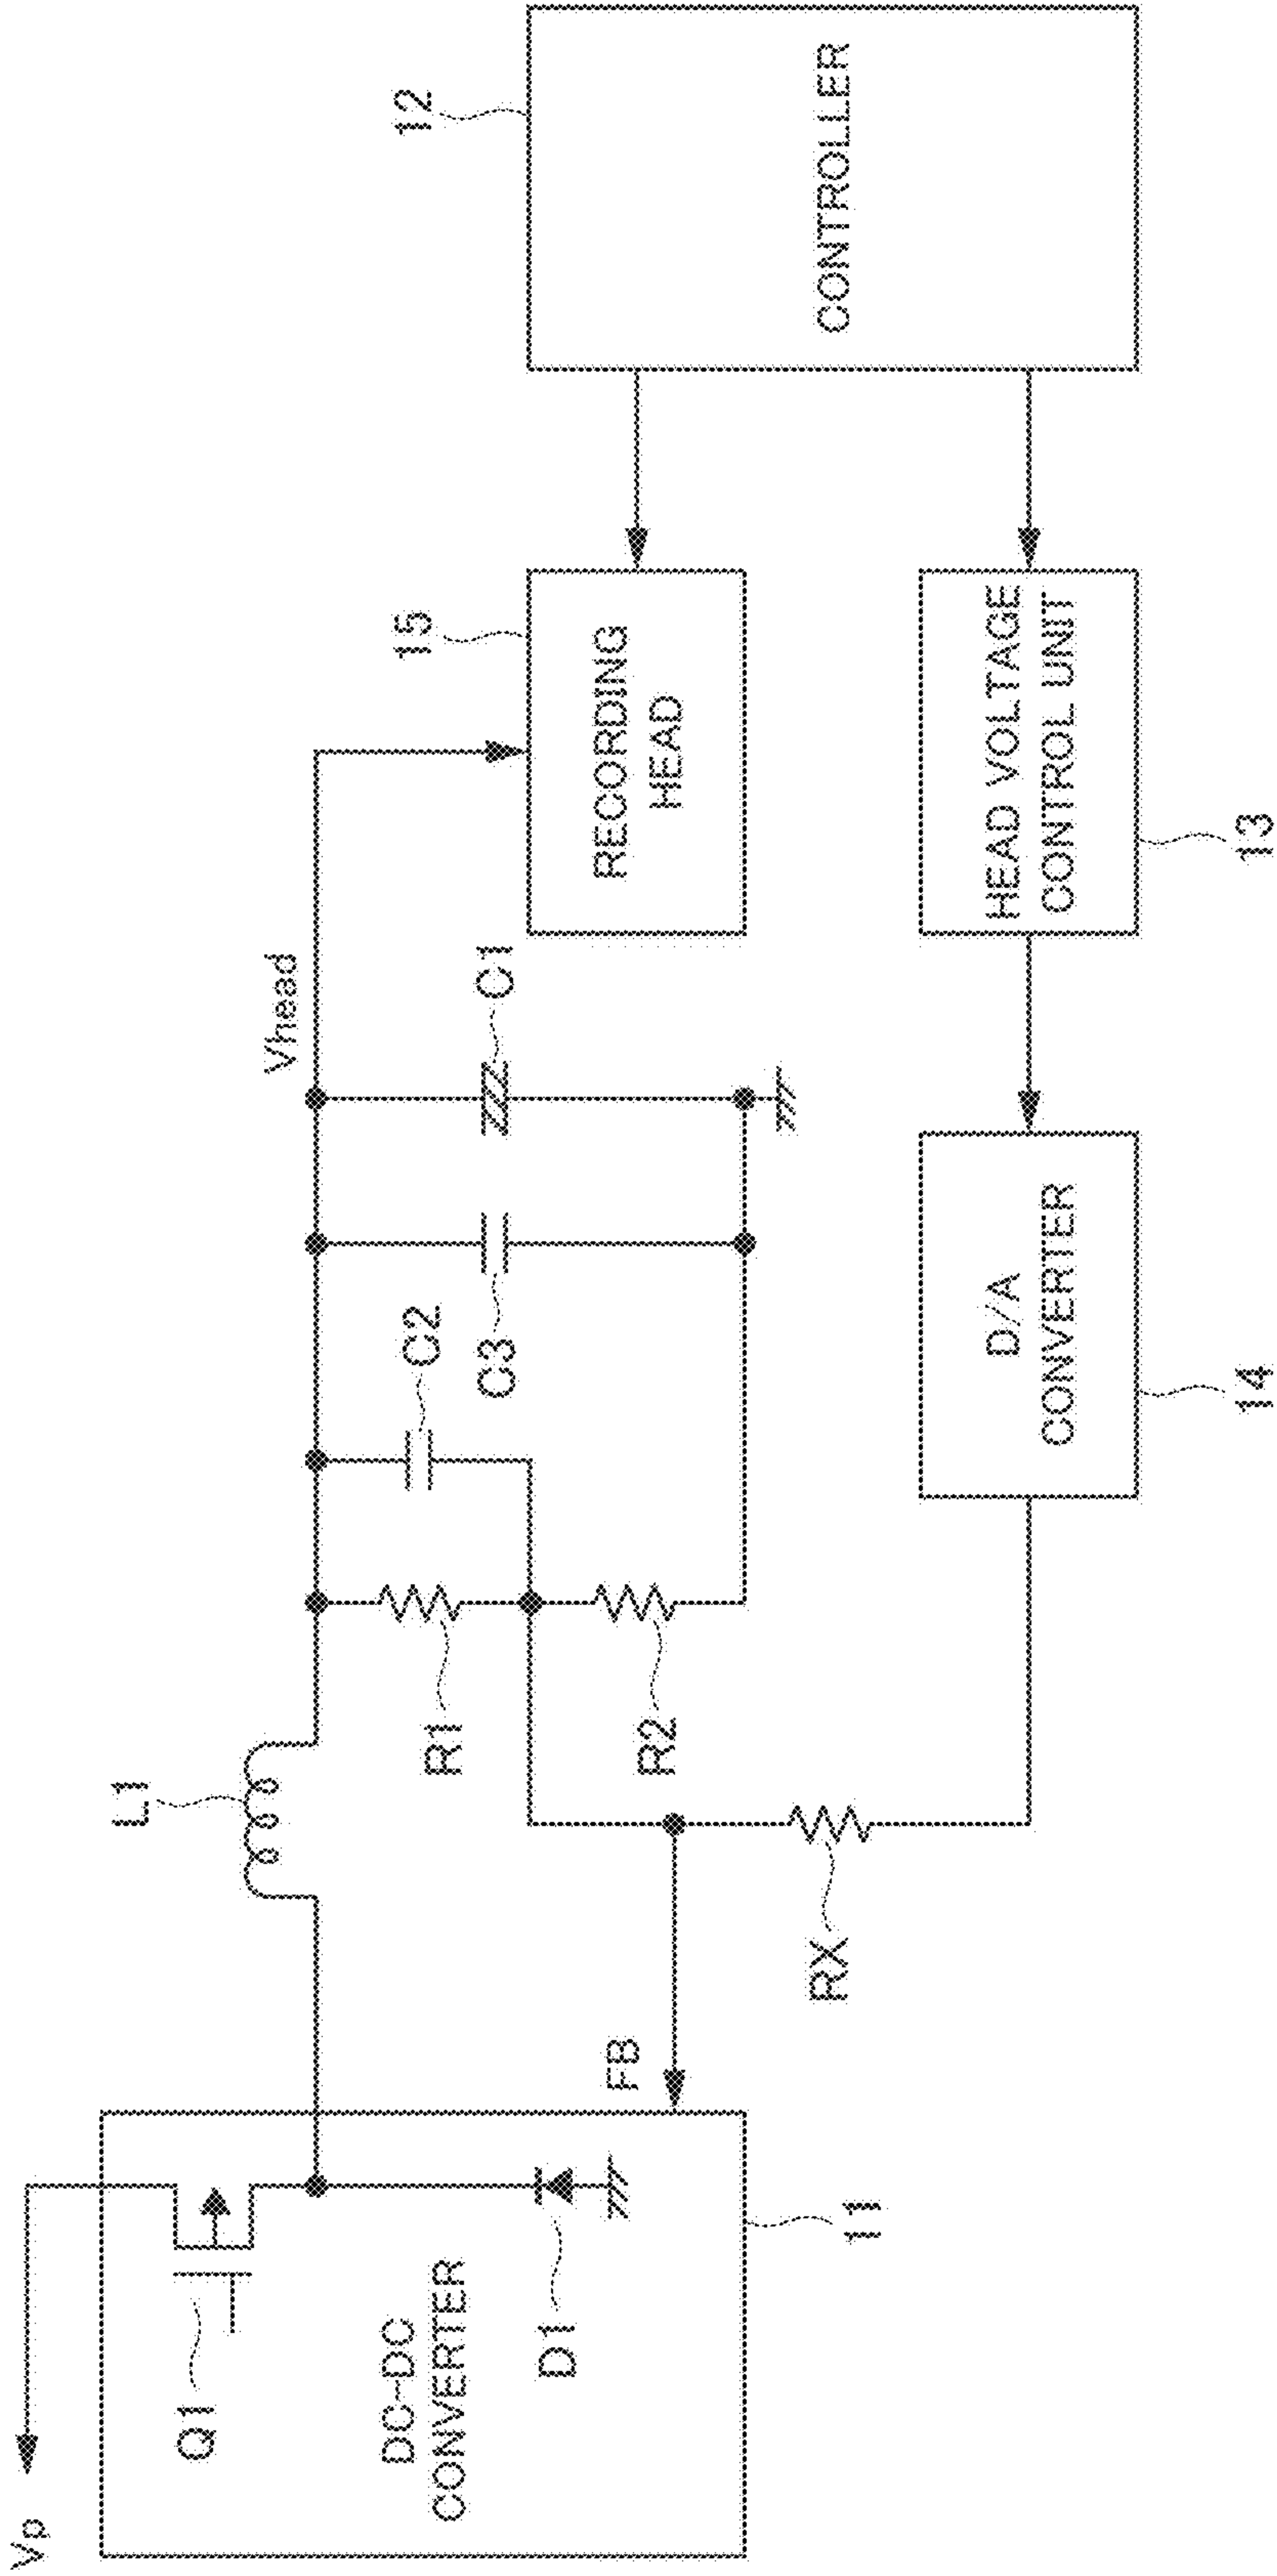 Vp
Q1
DC-DC
CONVERTER
D1
11
FB
L1
R1
R2
RX
C2
C3
C1
Vhead
D/A
CONVERTER
14
RECORDING
HEAD
15
HEAD VOLTAGE
CONTROL UNIT
13
CONTROLLER
12